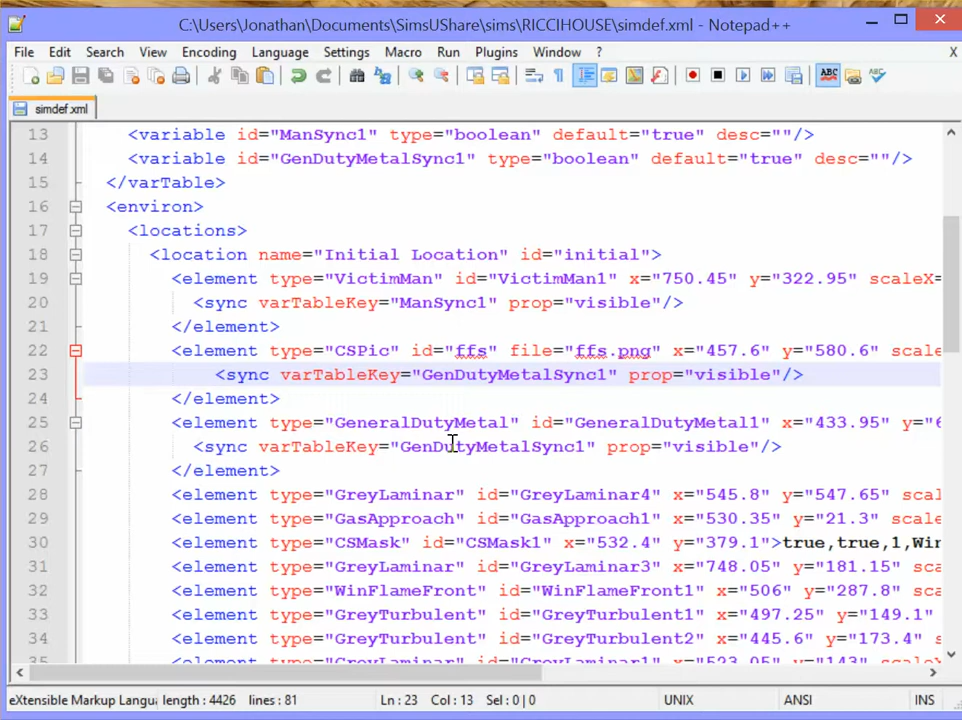 C:\Users\Jonathan\Documents\SimsUShare\sims\RICCIHOUSE\simdef.xml - Notepad++
File Edit Search View Encoding Language Settings Macro Run Plugins Window ? X
simdef.xml
13 <variable id="ManSync1" type="boolean" default="true" desc=""/>
14 <variable id="GenDutyMetalSync1" type="boolean" default="true" desc=""/>
15 </varTable>
16 <environ>
17 <locations>
18 <location name="Initial Location" id="initial">
19 <element type="VictimMan" id="VictimMan1" x="750.45" y="322.95" scaleX=
20 <sync varTableKey="ManSync1" prop="visible"/>
21 </element>
22 <element type="CSPic" id="ffs" file="ffs.png" x="457.6" y="580.6" scale
23 <sync varTableKey="GenDutyMetalSync1" prop="visible"/>
24 </element>
25 <element type="GeneralDutyMetal" id="GeneralDutyMetal1" x="433.95" y="6
26 <sync varTableKey="GenDutyMetalSync1" prop="visible"/>
27 </element>
28 <element type="GreyLaminar" id="GreyLaminar4" x="545.8" y="547.65" scal
29 <element type="GasApproach" id="GasApproach1" x="530.35" y="21.3" scale
30 <element type="CSMask" id="CSMask1" x="532.4" y="379.1">true,true,1,Win
31 <element type="GreyLaminar" id="GreyLaminar3" x="748.05" y="181.15" sca
32 <element type="WinFlameFront" id="WinFlameFront1" x="506" y="287.8" sca
33 <element type="GreyTurbulent" id="GreyTurbulent1" x="497.25" y="149.1"
34 <element type="GreyTurbulent" id="GreyTurbulent2" x="445.6" y="173.4" s
35 <element type="GreyLaminar" id="GreyLaminar1" x="523.05" y="143" scaleX
eXtensible Markup Langua length : 4426 lines : 81 Ln : 23 Col : 13 Sel : 0 | 0 UNIX ANSI INS